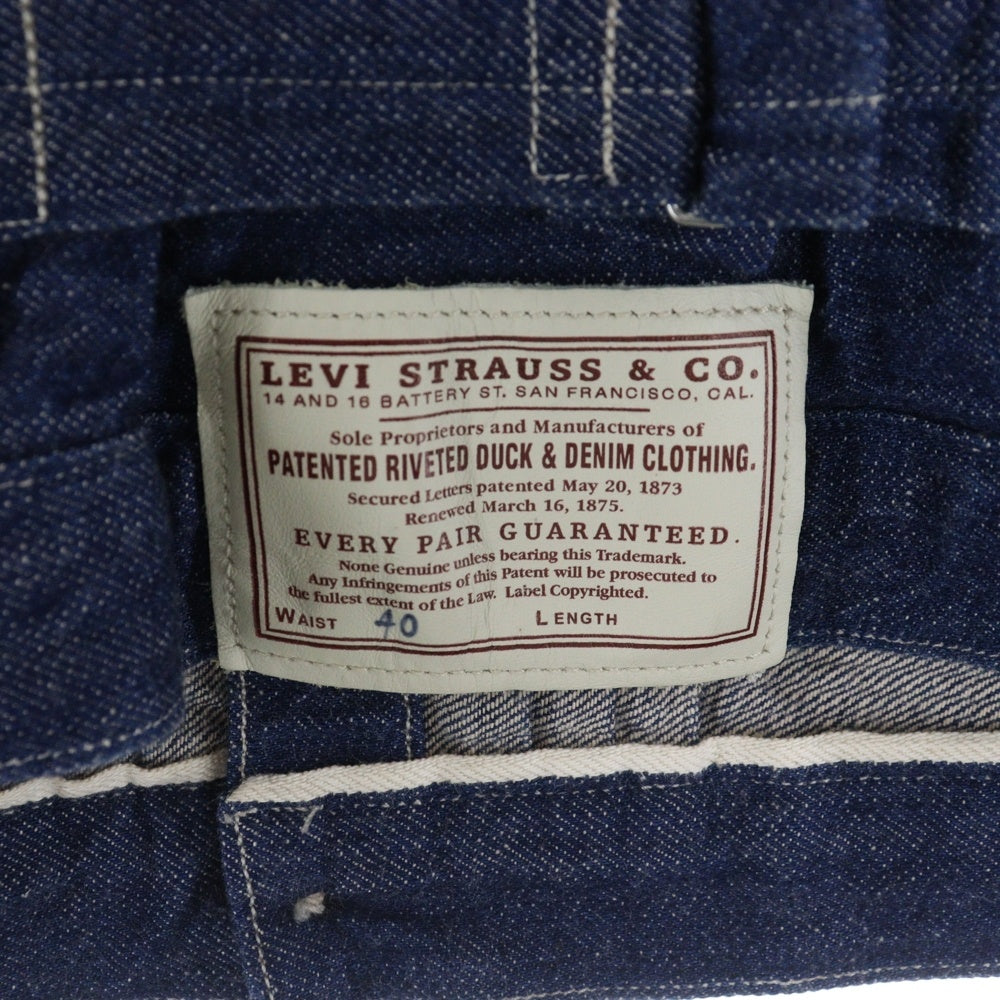 LEVI STRAUSS & CO.
14 AND 16 BATTERY ST. SAN FRANCISCO, CAL.
Sole Proprietors and Manufacturers of
PATENTED RIVETED DUCK & DENIM CLOTHING.
Secured Letters patented May 20, 1873
Renewed March 16, 1875.
EVERY PAIR GUARANTEED.
None Genuine unless bearing this Trademark.
Any Infringements of this Patent will be prosecuted to
the fullest extent of the Law. Label Copyrighted.
WAIST 40 LENGTH